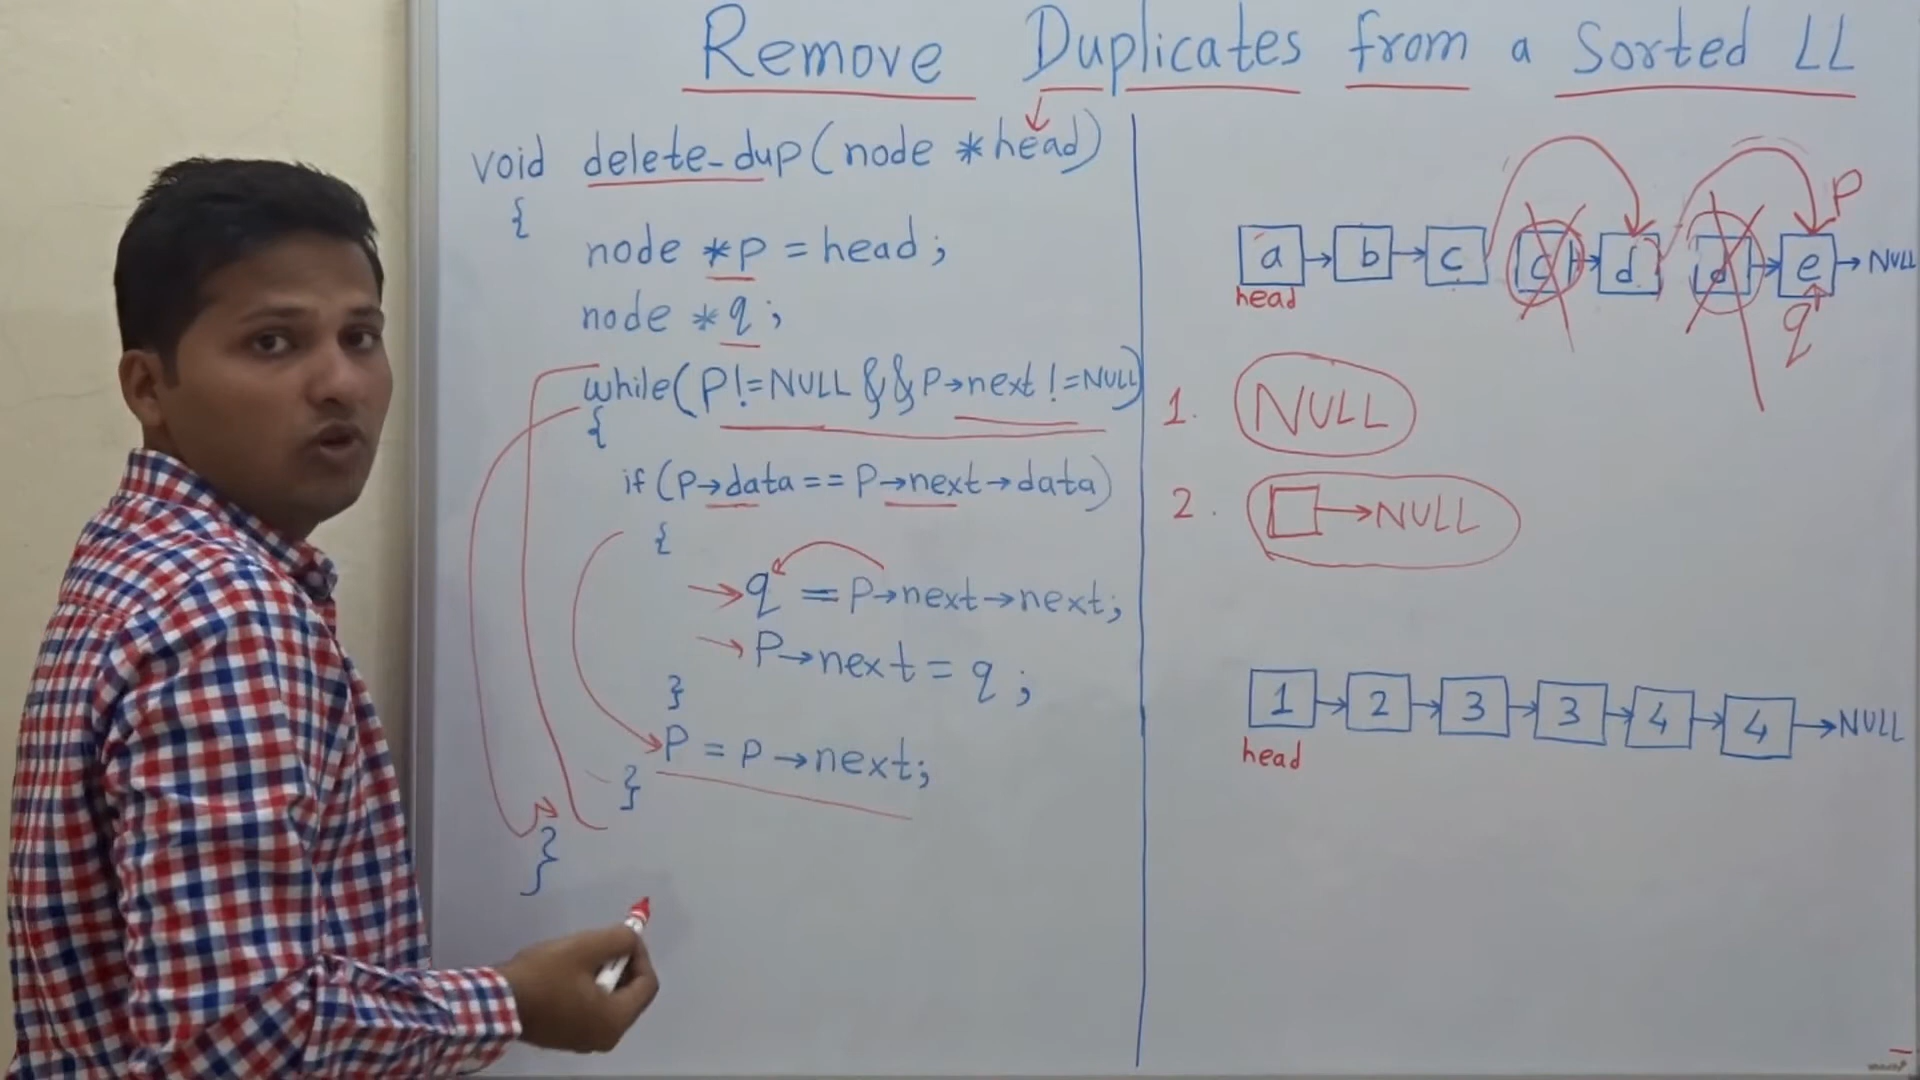 Remove Duplicates from a Sorted LL
void delete_dup(node *head)
{
node *p = head;
node *q;
while(P!=NULL && P→next !=NULL)
{
if (P→data == P→next→data)
{
→ q = P→next→next;
→ P→next = q;
}
P = P→next;
}
}
P
a → b → c c → d d → e → NULL
head
q
1. NULL
2. □→NULL
1 → 2 → 3 → 3 → 4 → 4 → NULL
head